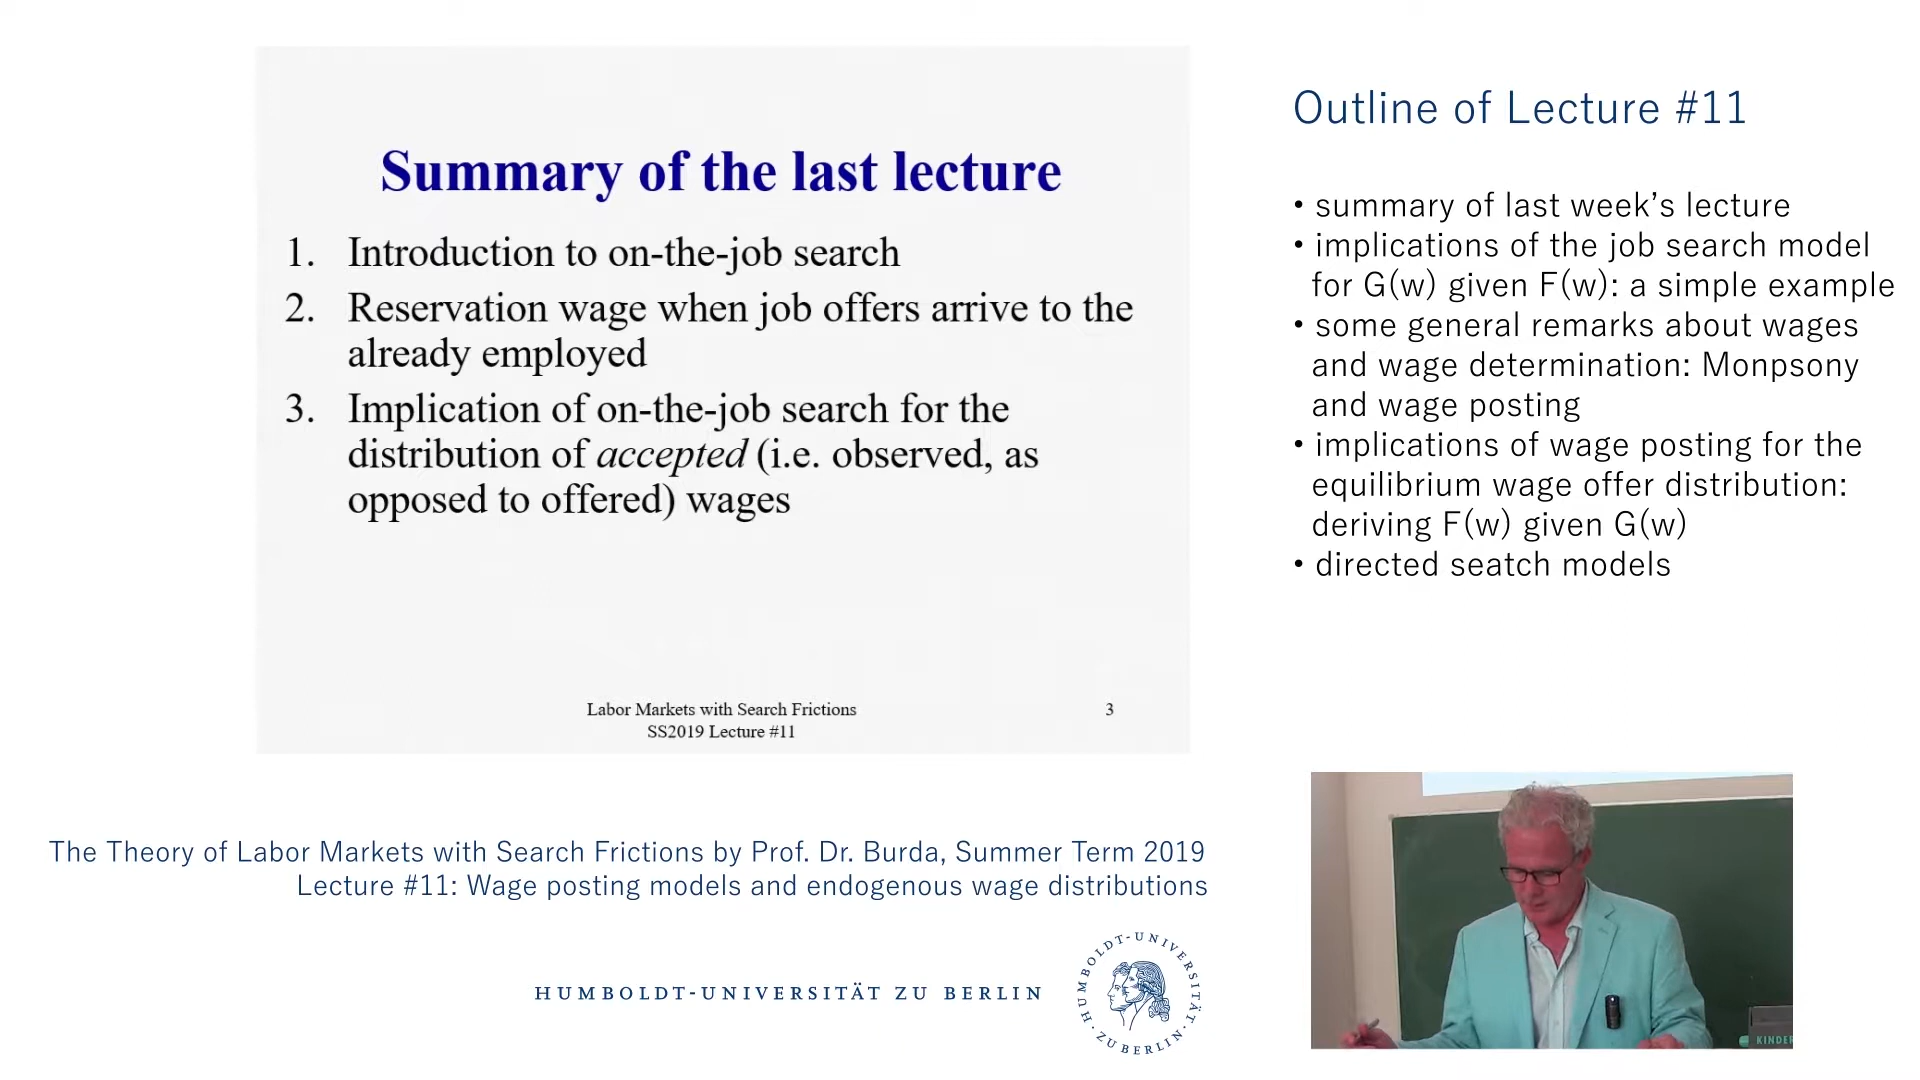 Summary of the last lecture
1. Introduction to on-the-job search
2. Reservation wage when job offers arrive to the
already employed
3. Implication of on-the-job search for the
distribution of accepted (i.e. observed, as
opposed to offered) wages
Labor Markets with Search Frictions
SS2019 Lecture #11
3
Outline of Lecture #11
• summary of last week’s lecture
• implications of the job search model
for G(w) given F(w): a simple example
• some general remarks about wages
and wage determination: Monpsony
and wage posting
• implications of wage posting for the
equilibrium wage offer distribution:
deriving F(w) given G(w)
• directed seatch models
The Theory of Labor Markets with Search Frictions by Prof. Dr. Burda, Summer Term 2019
Lecture #11: Wage posting models and endogenous wage distributions
HUMBOLDT-UNIVERSITÄT ZU BERLIN
HUMBOLDT-UNIVERSITÄT · ZU BERLIN ·